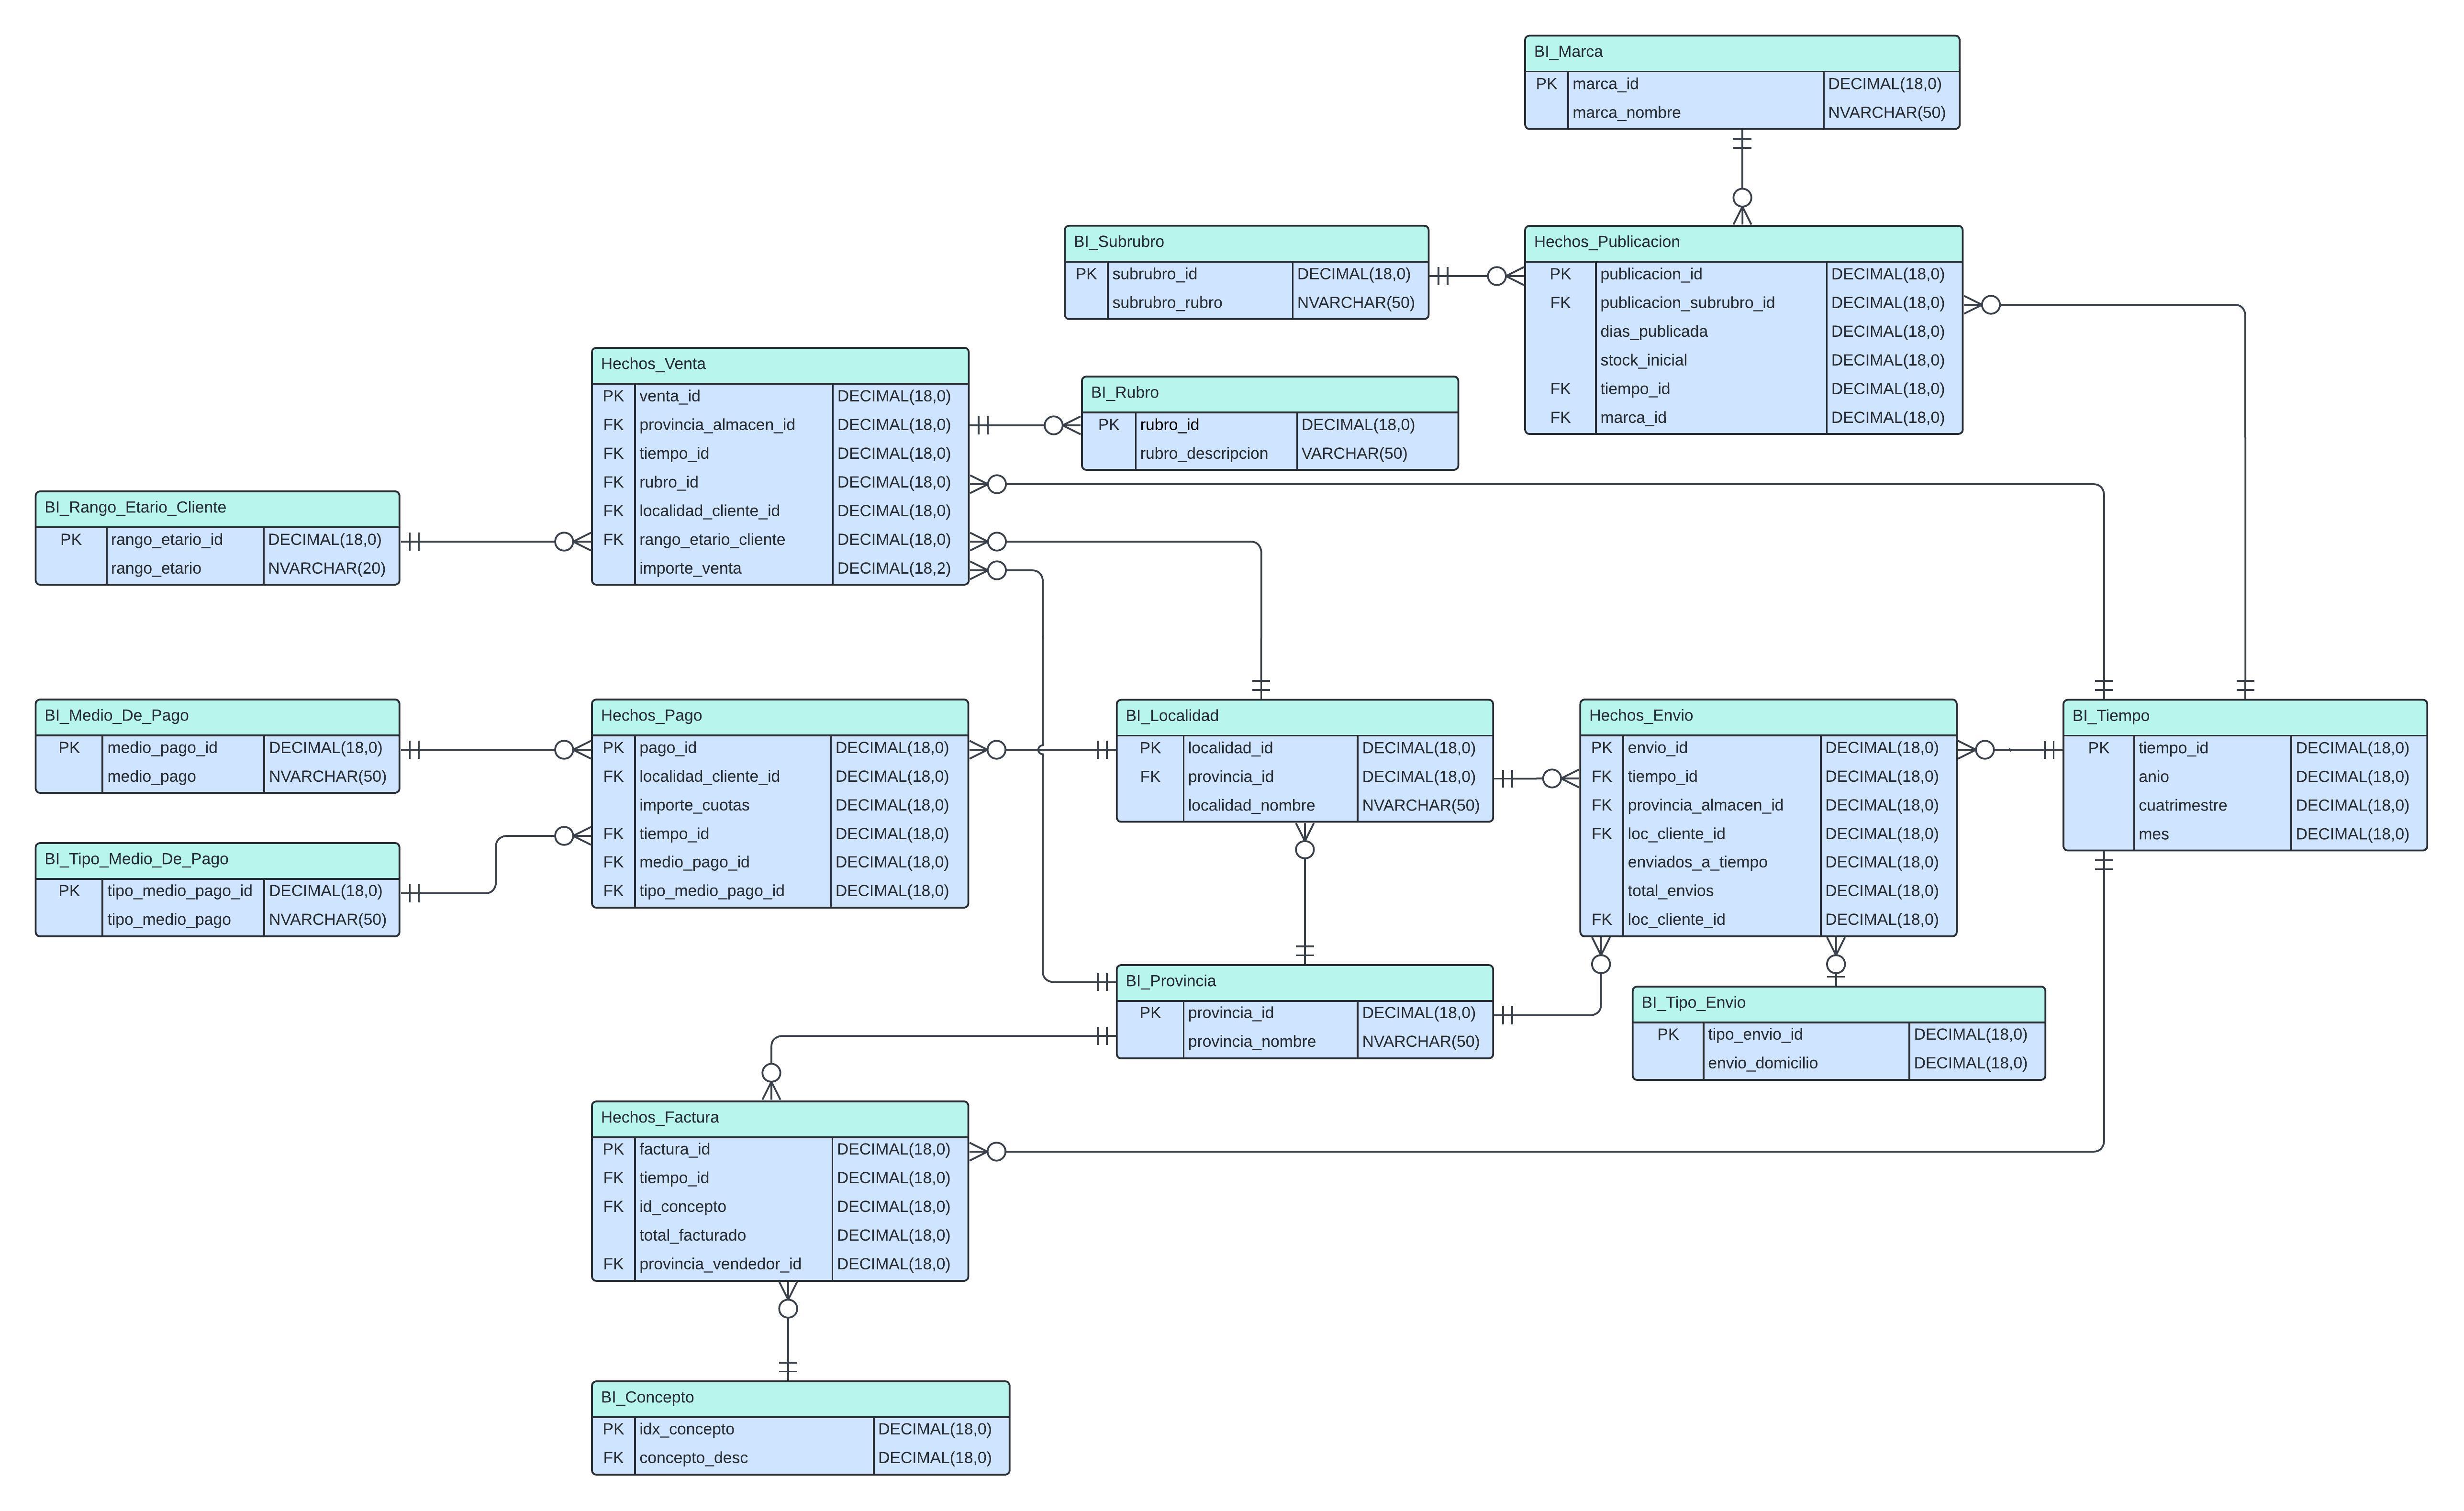 BI_Marca
PK marca_id DECIMAL(18,0)
marca_nombre NVARCHAR(50)
BI_Subrubro
PK subrubro_id DECIMAL(18,0)
subrubro_rubro NVARCHAR(50)
Hechos_Publicacion
PK publicacion_id DECIMAL(18,0)
FK publicacion_subrubro_id DECIMAL(18,0)
dias_publicada DECIMAL(18,0)
stock_inicial DECIMAL(18,0)
FK tiempo_id DECIMAL(18,0)
FK marca_id DECIMAL(18,0)
Hechos_Venta
PK venta_id DECIMAL(18,0)
FK provincia_almacen_id DECIMAL(18,0)
FK tiempo_id DECIMAL(18,0)
FK rubro_id DECIMAL(18,0)
FK localidad_cliente_id DECIMAL(18,0)
FK rango_etario_cliente DECIMAL(18,0)
importe_venta DECIMAL(18,2)
BI_Rubro
PK rubro_id DECIMAL(18,0)
rubro_descripcion VARCHAR(50)
BI_Rango_Etario_Cliente
PK rango_etario_id DECIMAL(18,0)
rango_etario NVARCHAR(20)
BI_Medio_De_Pago
PK medio_pago_id DECIMAL(18,0)
medio_pago NVARCHAR(50)
Hechos_Pago
PK pago_id DECIMAL(18,0)
FK localidad_cliente_id DECIMAL(18,0)
importe_cuotas DECIMAL(18,0)
FK tiempo_id DECIMAL(18,0)
FK medio_pago_id DECIMAL(18,0)
FK tipo_medio_pago_id DECIMAL(18,0)
BI_Localidad
PK localidad_id DECIMAL(18,0)
FK provincia_id DECIMAL(18,0)
localidad_nombre NVARCHAR(50)
Hechos_Envio
PK envio_id DECIMAL(18,0)
FK tiempo_id DECIMAL(18,0)
FK provincia_almacen_id DECIMAL(18,0)
FK loc_cliente_id DECIMAL(18,0)
enviados_a_tiempo DECIMAL(18,0)
total_envios DECIMAL(18,0)
FK loc_cliente_id DECIMAL(18,0)
BI_Tiempo
PK tiempo_id DECIMAL(18,0)
anio DECIMAL(18,0)
cuatrimestre DECIMAL(18,0)
mes DECIMAL(18,0)
BI_Tipo_Medio_De_Pago
PK tipo_medio_pago_id DECIMAL(18,0)
tipo_medio_pago NVARCHAR(50)
BI_Provincia
PK provincia_id DECIMAL(18,0)
provincia_nombre NVARCHAR(50)
BI_Tipo_Envio
PK tipo_envio_id DECIMAL(18,0)
envio_domicilio DECIMAL(18,0)
Hechos_Factura
PK factura_id DECIMAL(18,0)
FK tiempo_id DECIMAL(18,0)
FK id_concepto DECIMAL(18,0)
total_facturado DECIMAL(18,0)
FK provincia_vendedor_id DECIMAL(18,0)
BI_Concepto
PK idx_concepto DECIMAL(18,0)
FK concepto_desc DECIMAL(18,0)